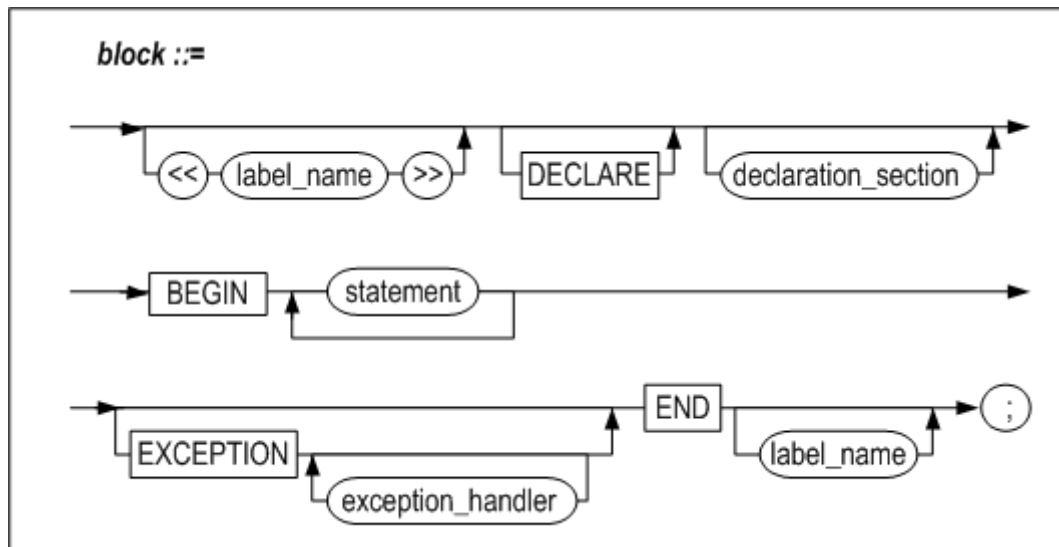 block ::=
<< label_name >> DECLARE declaration_section
BEGIN statement
EXCEPTION exception_handler END label_name ;